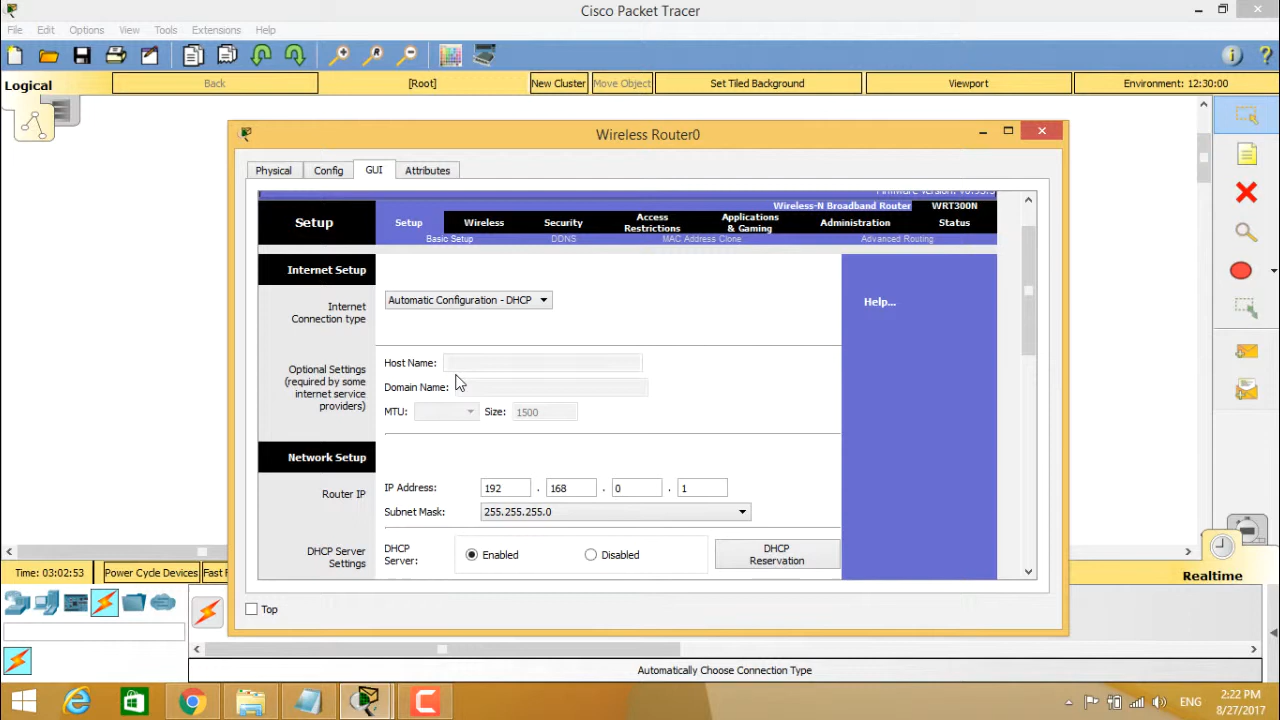 Cisco Packet Tracer
File Edit Options View Tools Extensions Help
Logical
Back
[Root]
New Cluster
Move Object
Set Tiled Background
Viewport
Environment: 12:30:00
Wireless Router0
Physical Config GUI Attributes
Wireless-N Broadband Router WRT300N
Setup
Setup Wireless Security Access Restrictions Applications & Gaming Administration Status
Basic Setup DDNS MAC Address Clone Advanced Routing
Internet Setup
Internet
Connection type
Automatic Configuration - DHCP
Help...
Optional Settings
(required by some
internet service
providers)
Host Name:
Domain Name:
MTU: Size: 1500
Network Setup
Router IP
IP Address: 192 . 168 . 0 . 1
Subnet Mask: 255.255.255.0
DHCP Server
Settings
DHCP
Server:
Enabled Disabled
DHCP
Reservation
Top
Time: 03:02:53 Power Cycle Devices Fast F
Realtime
Automatically Choose Connection Type
ENG
2:22 PM
8/27/2017